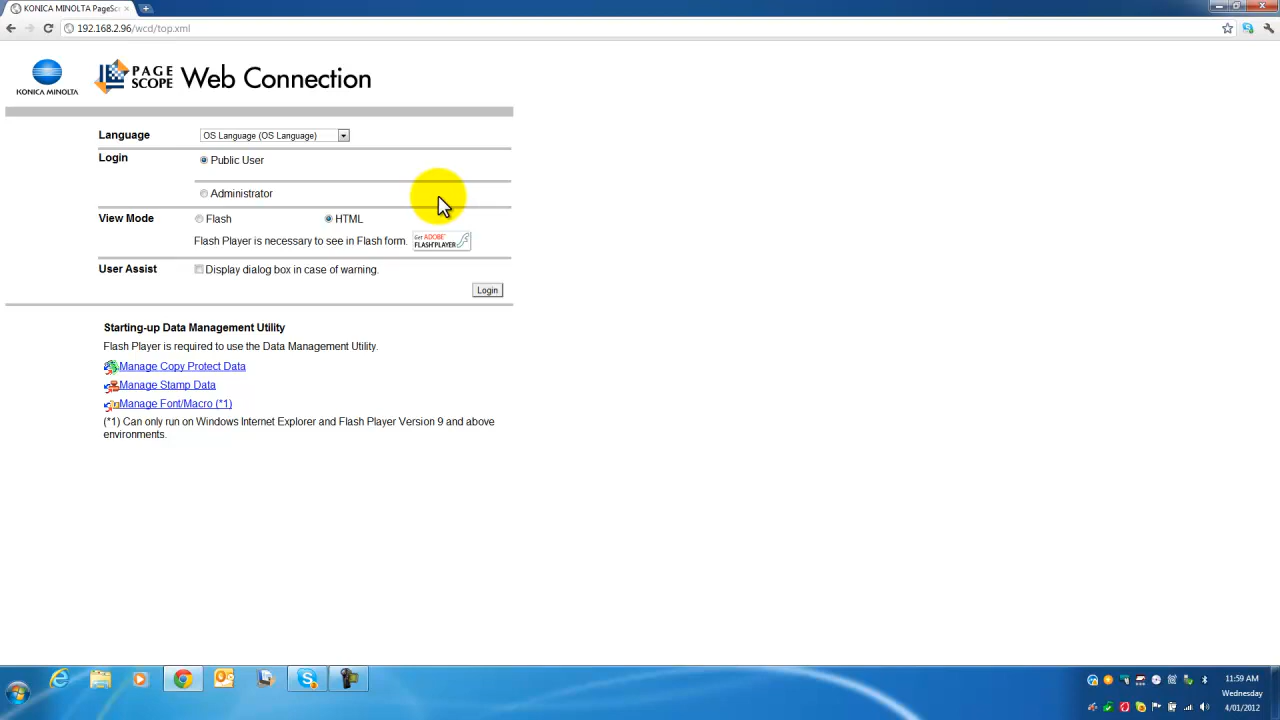 KONICA MINOLTA PageSco
192.168.2.96/wcd/top.xml
KONICA MINOLTA
PAGE SCOPE Web Connection
Language OS Language (OS Language)
Login Public User
Administrator
View Mode Flash HTML
Flash Player is necessary to see in Flash form. Get ADOBE FLASH PLAYER
User Assist Display dialog box in case of warning.
Login
Starting-up Data Management Utility
Flash Player is required to use the Data Management Utility.
Manage Copy Protect Data
Manage Stamp Data
Manage Font/Macro (*1)
(*1) Can only run on Windows Internet Explorer and Flash Player Version 9 and above
environments.
11:59 AM
Wednesday
4/01/2012